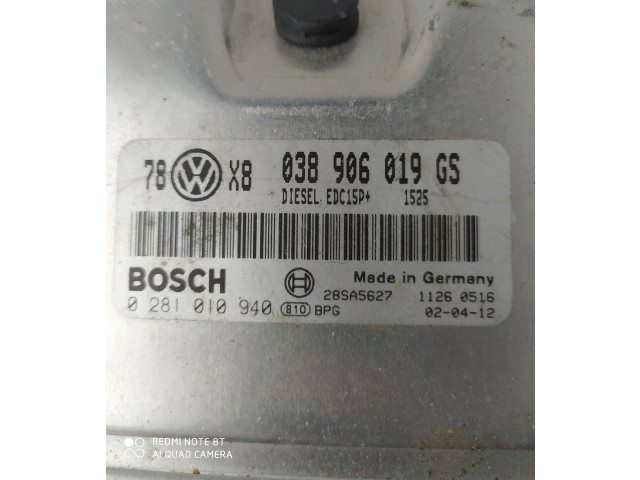 78 VW X8 038 906 019 GS
DIESEL EDC15P+ 1525
BOSCH Made in Germany
28SA5627 1126 0516
0 281 010 940 810 BPG 02-04-12
REDMI NOTE 8T
AI QUAD CAMERA